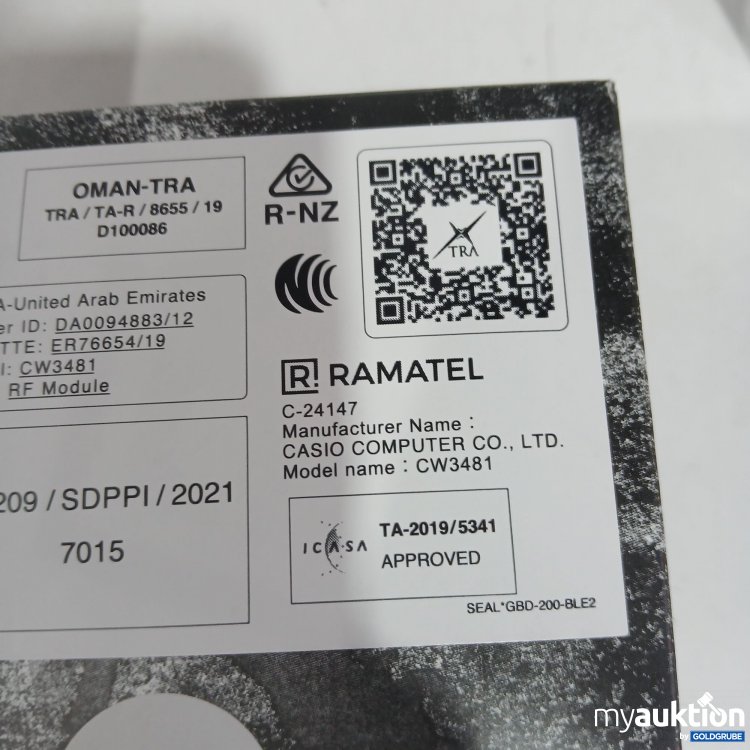 OMAN-TRA
TRA / TA-R / 8655 / 19
D100086
R-NZ
TRA
A-United Arab Emirates
er ID: DA0094883/12
TTE: ER76654/19
l: CW3481
RF Module
R! RAMATEL
C-24147
Manufacturer Name :
CASIO COMPUTER CO., LTD.
Model name : CW3481
209 / SDPPI / 2021
7015
ICASA
TA-2019/5341
APPROVED
SEAL*GBD-200-BLE2
myauktion
by GOLDGRUBE